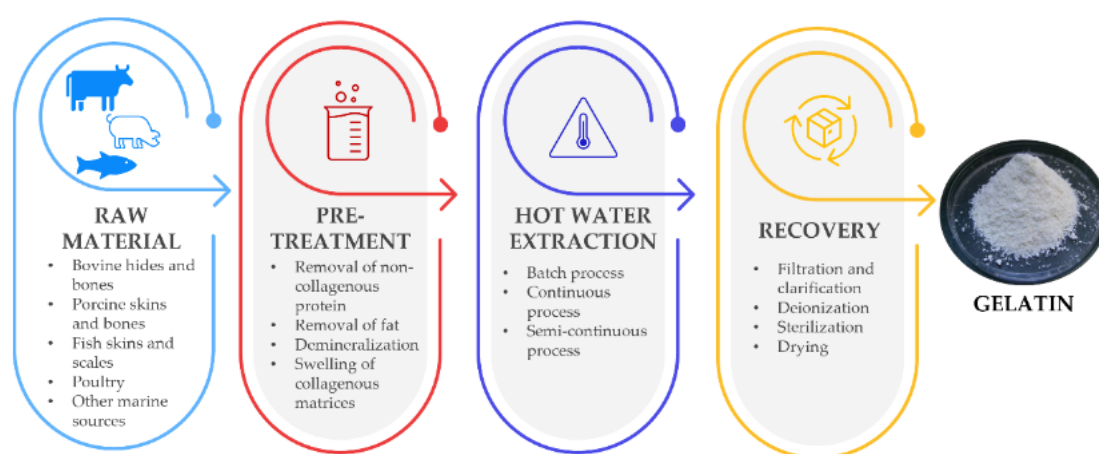 RAW
MATERIAL
• Bovine hides and
bones
• Porcine skins
and bones
• Fish skins and
scales
• Poultry
• Other marine
sources
PRE-
TREATMENT
• Removal of non-
collagenous
protein
• Removal of fat
• Demineralization
• Swelling of
collagenous
matrices
HOT WATER
EXTRACTION
• Batch process
• Continuous
process
• Semi-continuous
process
RECOVERY
• Filtration and
clarification
• Deionization
• Sterilization
• Drying
GELATIN